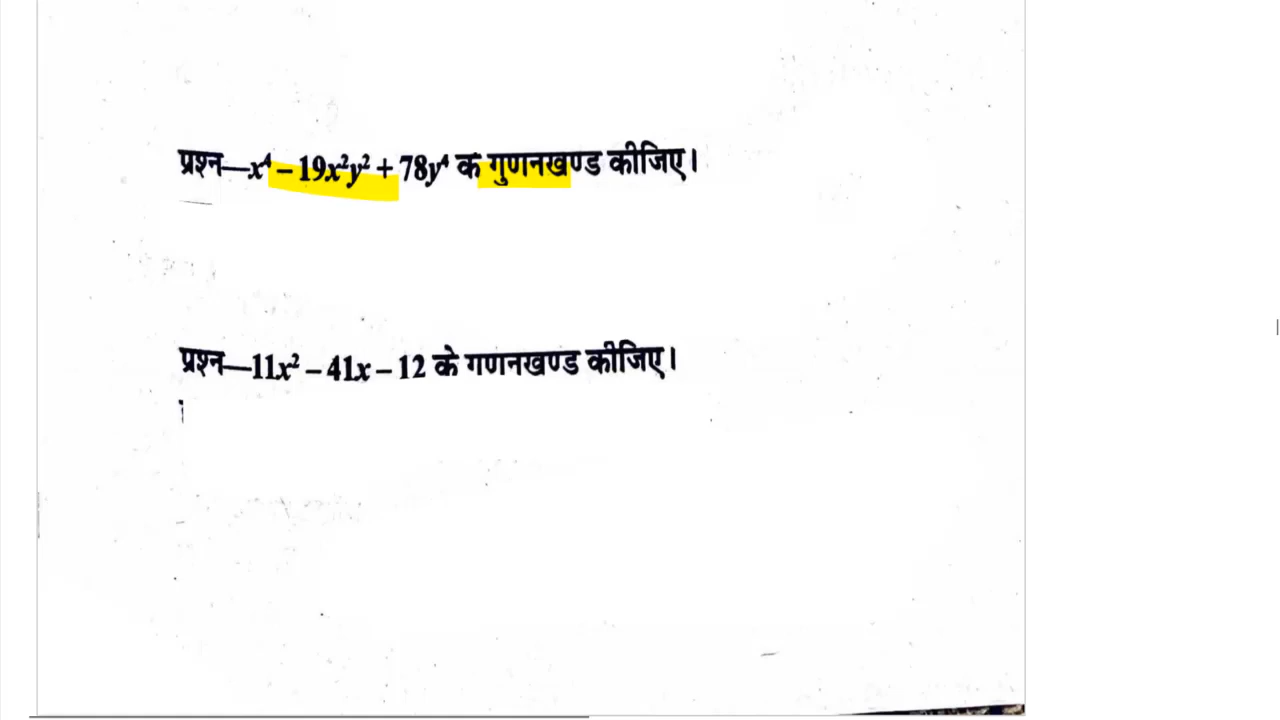 प्रश्न—x⁴ – 19x²y² + 78y⁴ क गुणनखण्ड कीजिए।
प्रश्न—11x² – 41x – 12 के गणनखण्ड कीजिए।